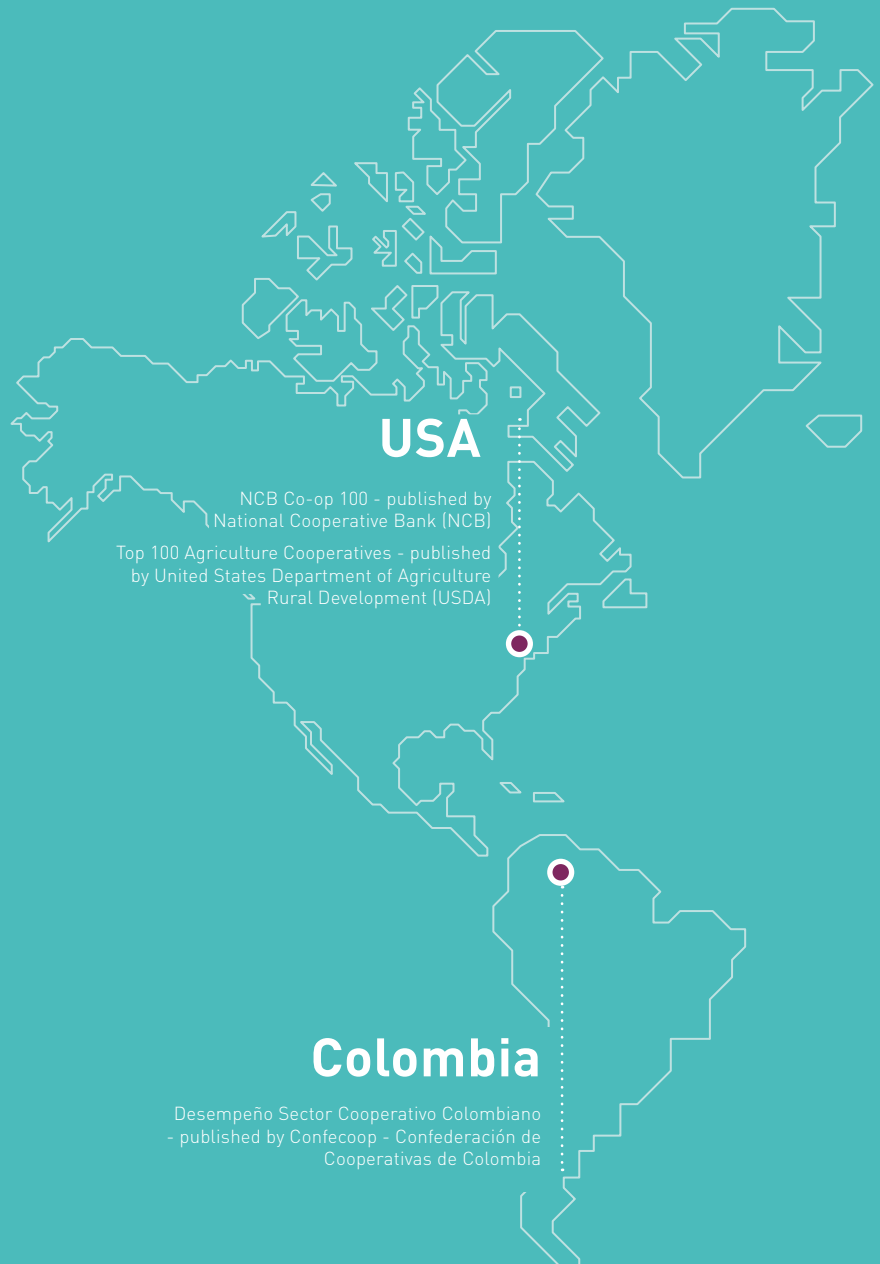 USA
NCB Co-op 100 - published by
National Cooperative Bank (NCB)
Top 100 Agriculture Cooperatives - published
by United States Department of Agriculture
Rural Development (USDA)
Colombia
Desempeño Sector Cooperativo Colombiano
- published by Confecoop - Confederación de
Cooperativas de Colombia